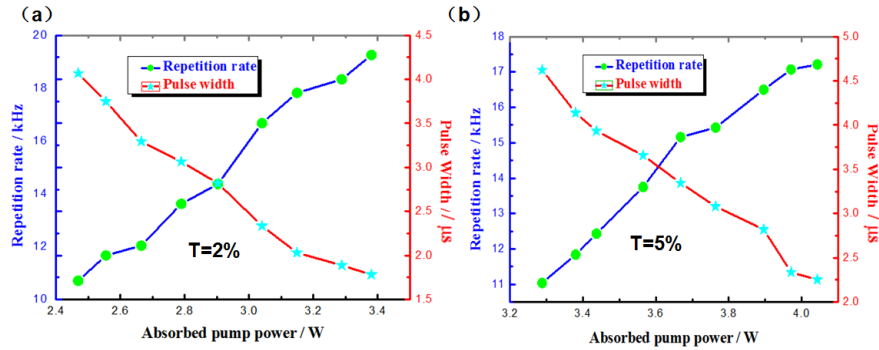 (a)
20
18
16
14
12
10
Repetition rate / kHz
Repetition rate
Pulse width
T=2%
4.5
4.0
3.5
3.0
2.5
2.0
1.5
Pulse Width / μs
2.4 2.6 2.8 3.0 3.2 3.4
Absorbed pump power / W
(b)
18
17
16
15
14
13
12
11
Repetition rate / kHz
Repetition rate
Pulse width
T=5%
5.0
4.5
4.0
3.5
3.0
2.5
2.0
Pulse Width / μs
3.2 3.4 3.6 3.8 4.0
Absorbed pump power / W